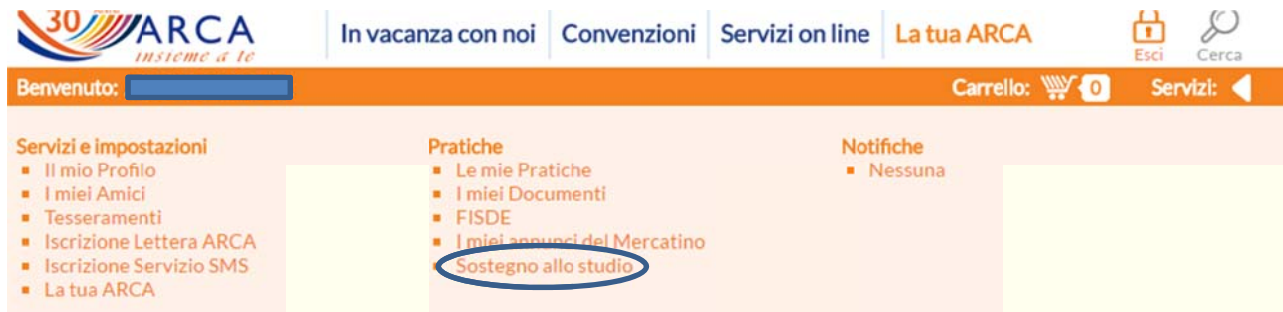 30 ARCA
insieme a te
In vacanza con noi
Convenzioni
Servizi on line
La tua ARCA
Esci
Cerca
Benvenuto:
Carrello: 0
Servizi:
Servizi e impostazioni
Il mio Profilo
I miei Amici
Tesseramenti
Iscrizione Lettera ARCA
Iscrizione Servizio SMS
La tua ARCA
Pratiche
Le mie Pratiche
I miei Documenti
FISDE
I miei annunci del Mercatino
Sostegno allo studio
Notifiche
Nessuna